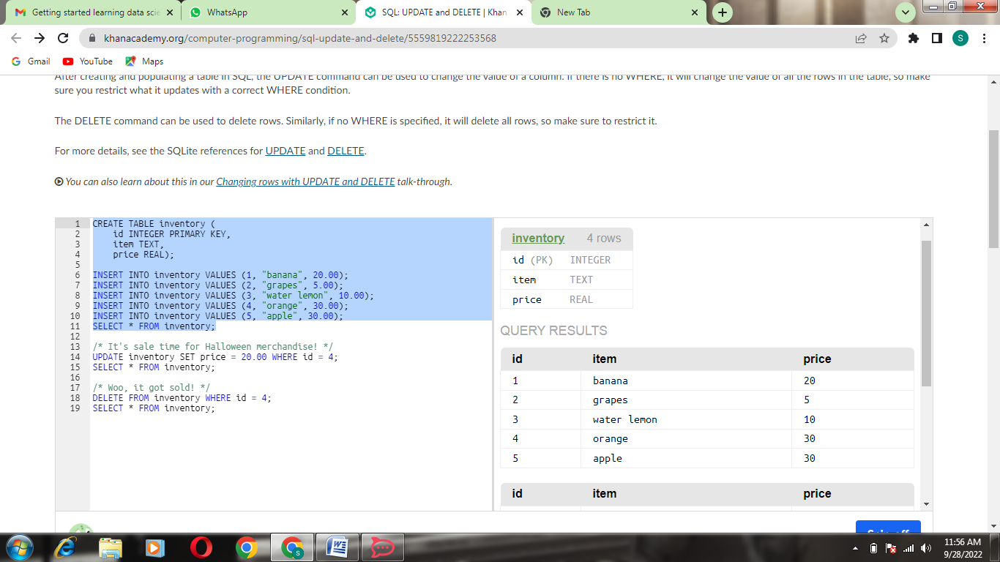 Getting started learning data scie
WhatsApp
SQL: UPDATE and DELETE | Khan
New Tab
khanacademy.org/computer-programming/sql-update-and-delete/5559819222253568
S
Gmail
YouTube
Maps
After creating and populating a table in SQL, the UPDATE command can be used to change the value of a column. If there is no WHERE, it will change the value of all the rows in the table, so make
sure you restrict what it updates with a correct WHERE condition.
The DELETE command can be used to delete rows. Similarly, if no WHERE is specified, it will delete all rows, so make sure to restrict it.
For more details, see the SQLite references for UPDATE and DELETE.
You can also learn about this in our Changing rows with UPDATE and DELETE talk-through.
1 CREATE TABLE inventory (
2 id INTEGER PRIMARY KEY,
3 item TEXT,
4 price REAL);
5
6 INSERT INTO inventory VALUES (1, "banana", 20.00);
7 INSERT INTO inventory VALUES (2, "grapes", 5.00);
8 INSERT INTO inventory VALUES (3, "water lemon", 10.00);
9 INSERT INTO inventory VALUES (4, "orange", 30.00);
10 INSERT INTO inventory VALUES (5, "apple", 30.00);
11 SELECT * FROM inventory;
12
13 /* It's sale time for Halloween merchandise! */
14 UPDATE inventory SET price = 20.00 WHERE id = 4;
15 SELECT * FROM inventory;
16
17 /* Woo, it got sold! */
18 DELETE FROM inventory WHERE id = 4;
19 SELECT * FROM inventory;
inventory 4 rows
id (PK) INTEGER
item TEXT
price REAL
QUERY RESULTS
id item price
1 banana 20
2 grapes 5
3 water lemon 10
4 orange 30
5 apple 30
id item price
11:56 AM
9/28/2022